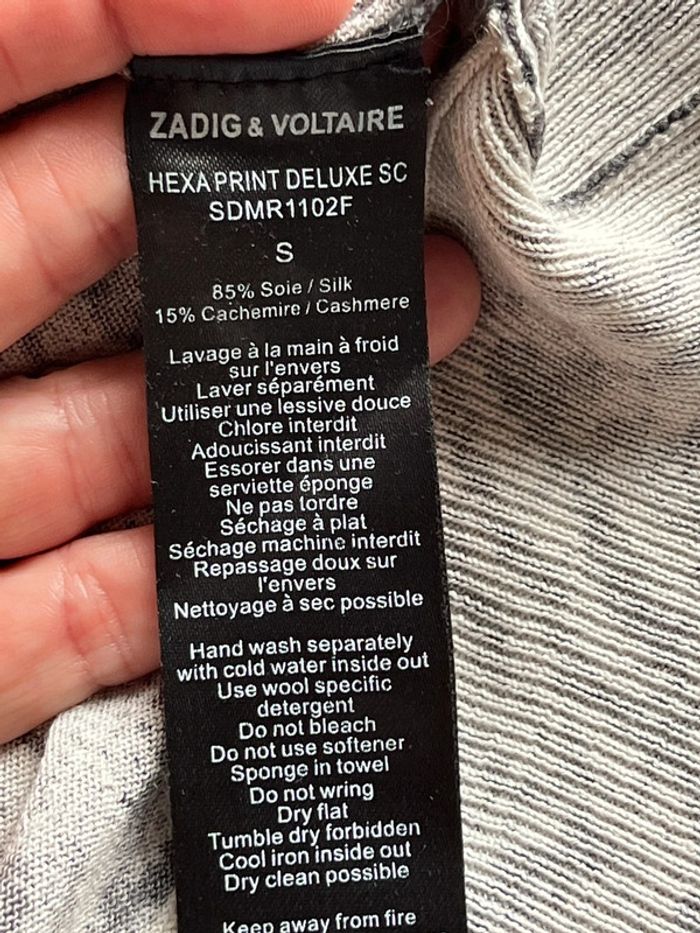 ZADIG & VOLTAIRE
HEXA PRINT DELUXE SC
SDMR1102F
S
85% Soie / Silk
15% Cachemire / Cashmere
Lavage à la main à froid
sur l'envers
Laver séparément
Utiliser une lessive douce
Chlore interdit
Adoucissant interdit
Essorer dans une
serviette éponge
Ne pas tordre
Séchage à plat
Séchage machine interdit
Repassage doux sur
l'envers
Nettoyage à sec possible
Hand wash separately
with cold water inside out
Use wool specific
detergent
Do not bleach
Do not use softener
Sponge in towel
Do not wring
Dry flat
Tumble dry forbidden
Cool iron inside out
Dry clean possible
Keep away from fire